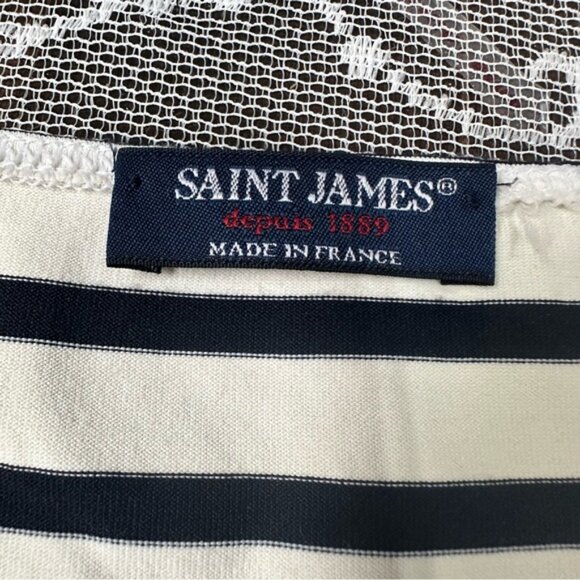 SAINT JAMES®
depuis 1889
MADE IN FRANCE